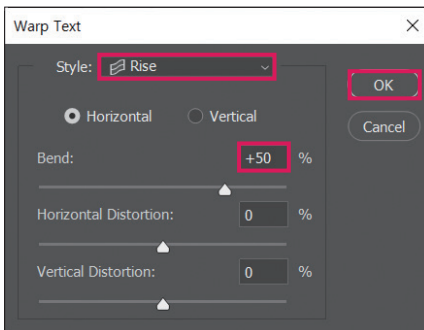 Warp Text
Style: Rise
OK
Horizontal Vertical
Cancel
Bend: +50 %
Horizontal Distortion: 0 %
Vertical Distortion: 0 %